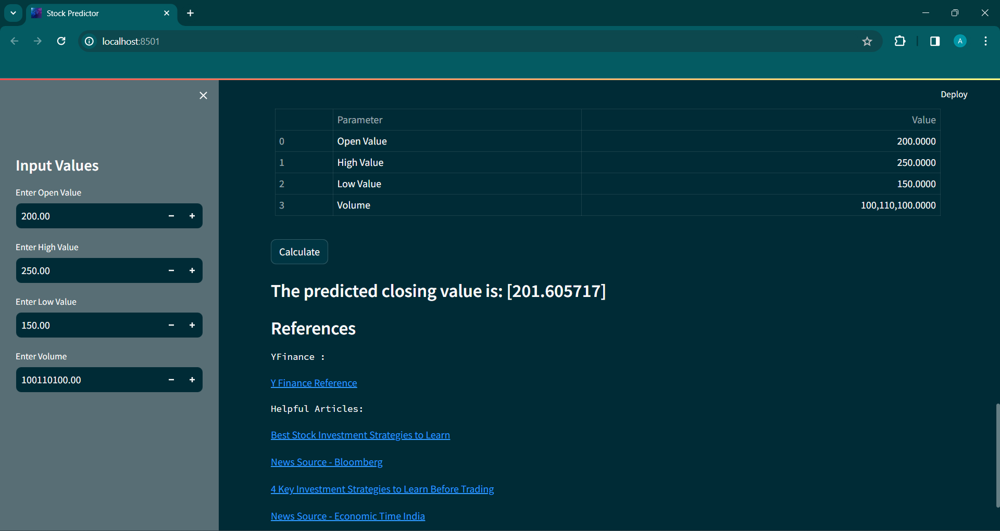 Stock Predictor
localhost:8501
A
Deploy
Input Values
Enter Open Value
200.00
Enter High Value
250.00
Enter Low Value
150.00
Enter Volume
100110100.00
Parameter Value
0 Open Value 200.0000
1 High Value 250.0000
2 Low Value 150.0000
3 Volume 100,110,100.0000
Calculate
The predicted closing value is: [201.605717]
References
YFinance :
Y Finance Reference
Helpful Articles:
Best Stock Investment Strategies to Learn
News Source - Bloomberg
4 Key Investment Strategies to Learn Before Trading
News Source - Economic Time India